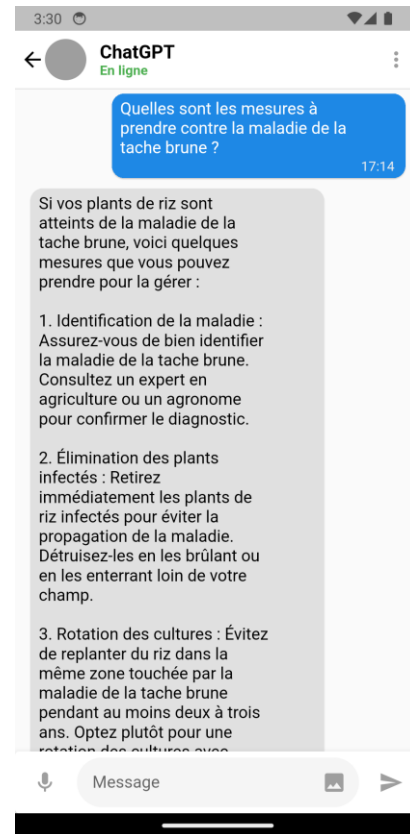 3:30
ChatGPT
En ligne
Quelles sont les mesures à
prendre contre la maladie de la
tache brune ?
17:14
Si vos plants de riz sont
atteints de la maladie de la
tache brune, voici quelques
mesures que vous pouvez
prendre pour la gérer :
1. Identification de la maladie :
Assurez-vous de bien identifier
la maladie de la tache brune.
Consultez un expert en
agriculture ou un agronome
pour confirmer le diagnostic.
2. Élimination des plants
infectés : Retirez
immédiatement les plants de
riz infectés pour éviter la
propagation de la maladie.
Détruisez-les en les brûlant ou
en les enterrant loin de votre
champ.
3. Rotation des cultures : Évitez
de replanter du riz dans la
même zone touchée par la
maladie de la tache brune
pendant au moins deux à trois
ans. Optez plutôt pour une
rotation des cultures avec
Message